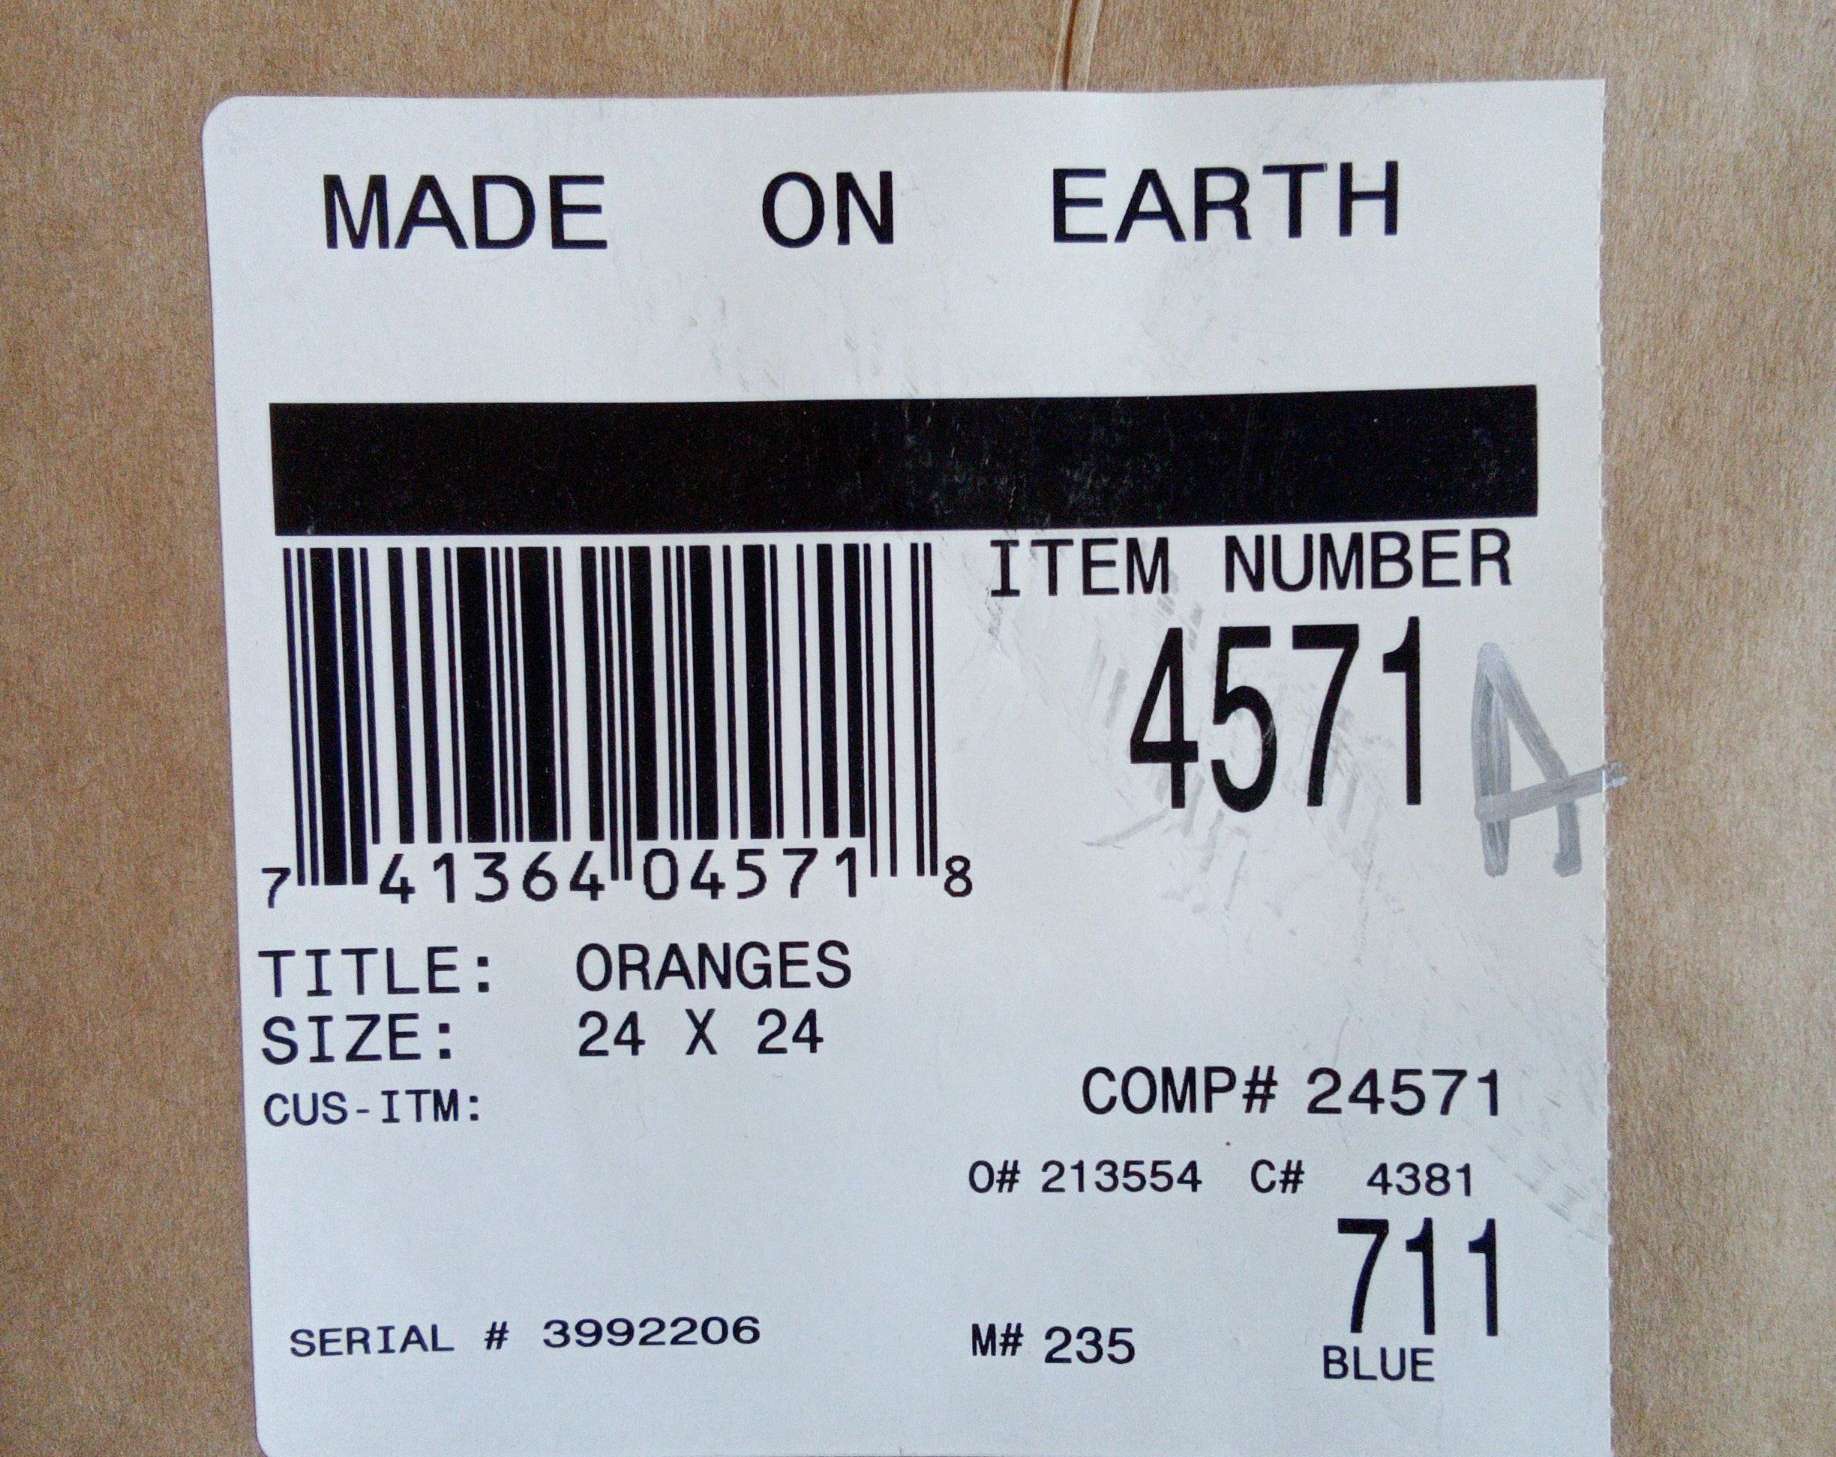 MADE ON EARTH
ITEM NUMBER
4571 A
7 41364 04571 8
TITLE: ORANGES
SIZE: 24 X 24
CUS-ITM:
COMP# 24571
O# 213554 C# 4381
711
SERIAL # 3992206 M# 235
BLUE